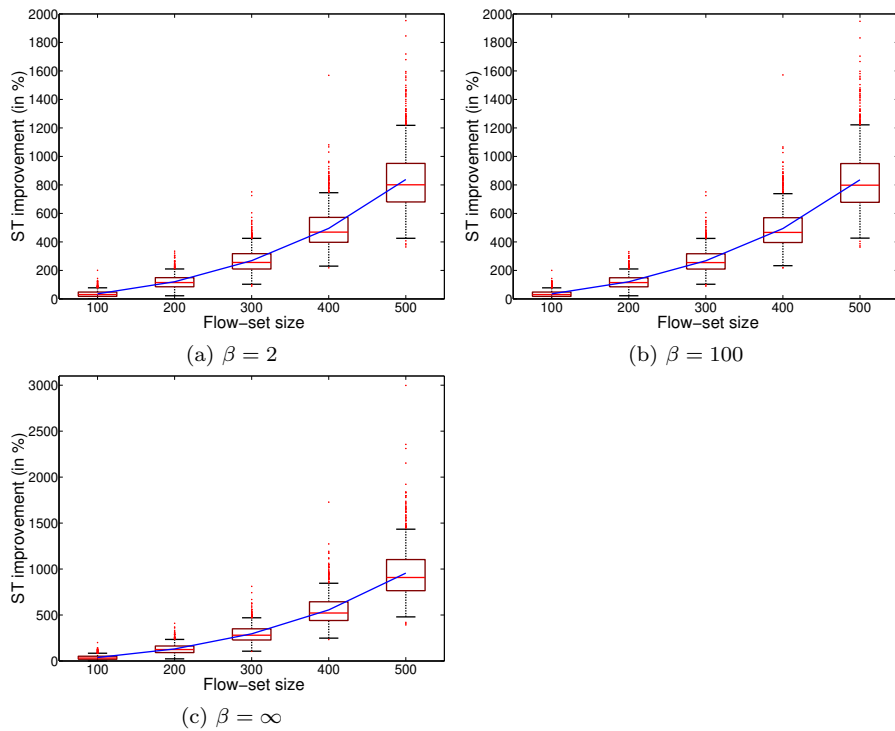 2000
1800
1600
1400
1200
1000
800
600
400
200
0
ST improvement (in %)
100 200 300 400 500
Flow-set size
(a) β = 2
2000
1800
1600
1400
1200
1000
800
600
400
200
0
ST improvement (in %)
100 200 300 400 500
Flow-set size
(b) β = 100
3000
2500
2000
1500
1000
500
0
ST improvement (in %)
100 200 300 400 500
Flow-set size
(c) β = ∞